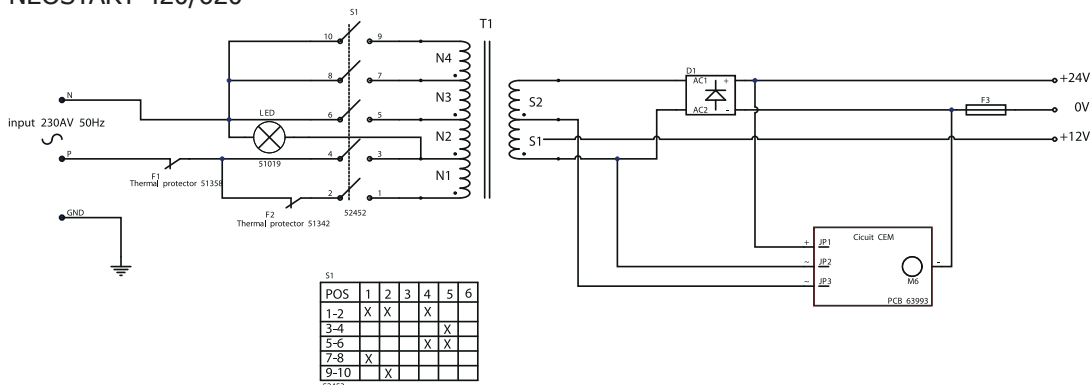 NEOSTART 420/620
S1
T1
10
9
N4
8
7
N3
N
6
5
LED
N2
input 230AV 50Hz
51019
P
4
3
N1
F1
Thermal protector 51358
2
1
F2
Thermal protector 51342
52452
GND
D1
AC1 +
AC2 -
S2
S1
+24V
F3
0V
+12V
+ JP1
Cicuit CEM
~ JP2
-
~ JP3
M6
PCB 63993
S1
POS 1 2 3 4 5 6
1-2 X X X
3-4 X
5-6 X X
7-8 X
9-10 X